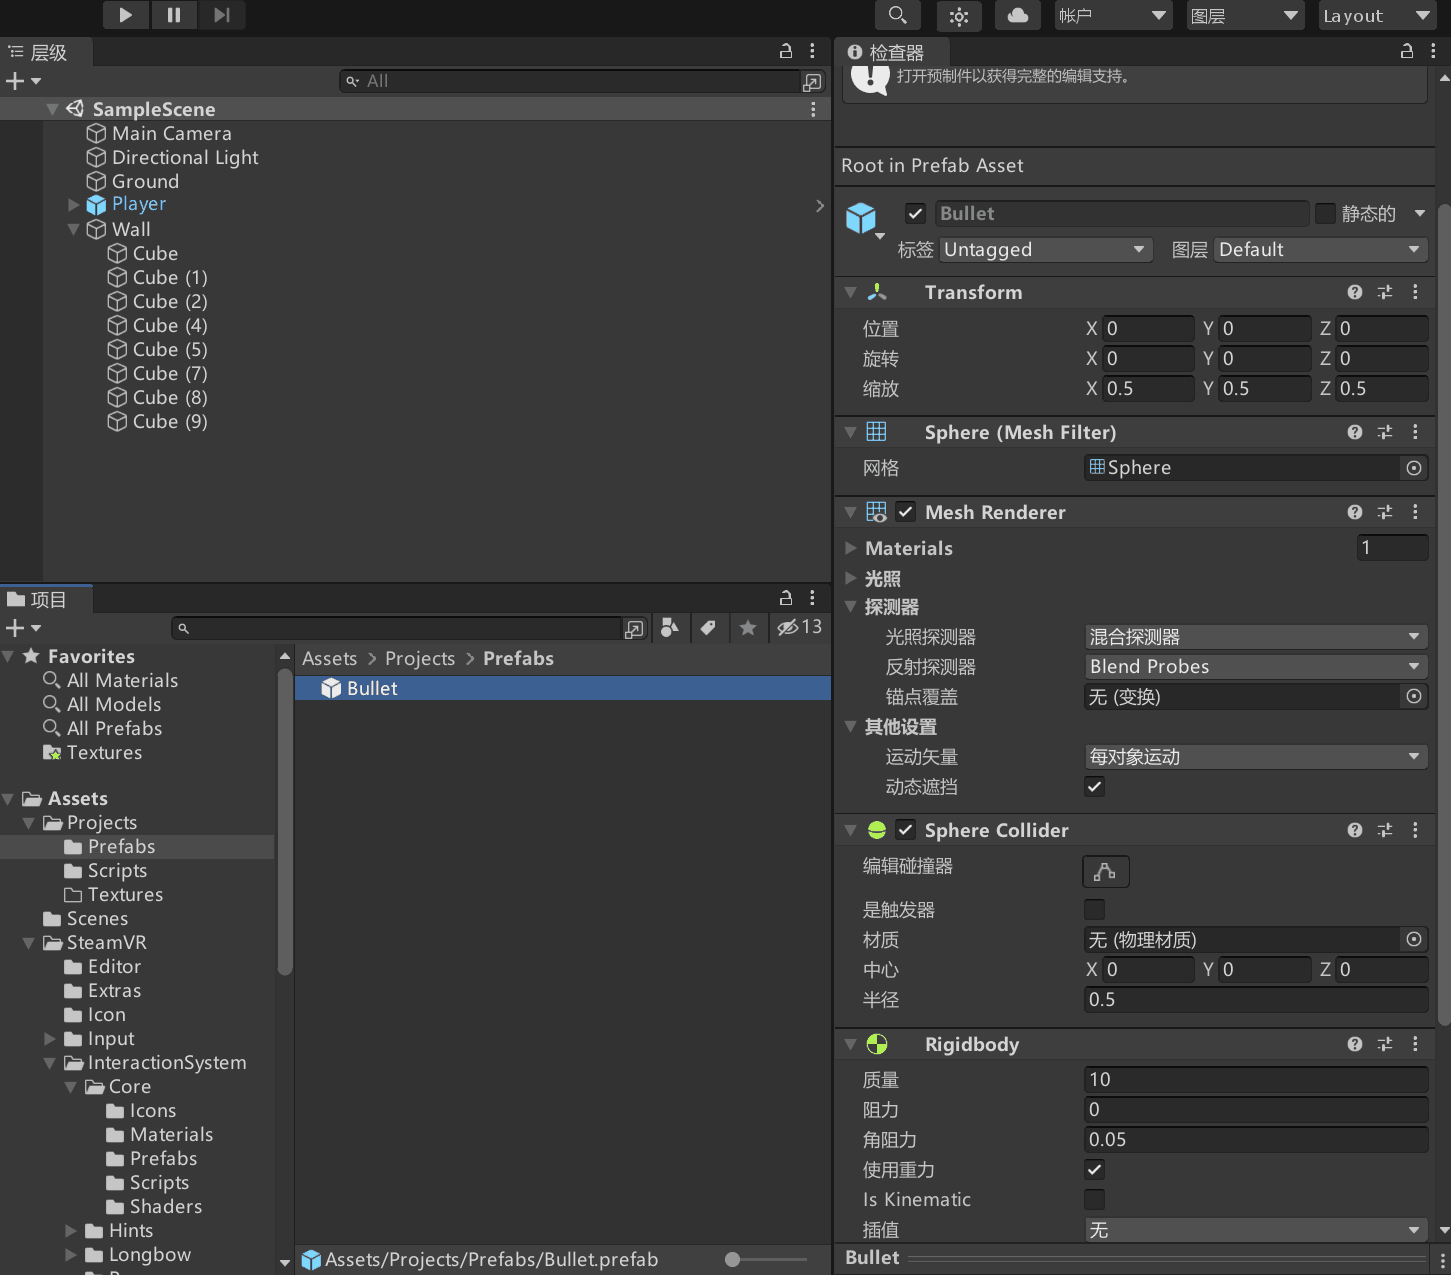 帐户
图层
Layout
层级
All
SampleScene
Main Camera
Directional Light
Ground
Player
Wall
Cube
Cube (1)
Cube (2)
Cube (4)
Cube (5)
Cube (7)
Cube (8)
Cube (9)
项目
13
Favorites
All Materials
All Models
All Prefabs
Textures
Assets
Projects
Prefabs
Scripts
Textures
Scenes
SteamVR
Editor
Extras
Icon
Input
InteractionSystem
Core
Icons
Materials
Prefabs
Scripts
Shaders
Hints
Longbow
Assets > Projects > Prefabs
Bullet
Assets/Projects/Prefabs/Bullet.prefab
检查器
打开预制件以获得完整的编辑支持。
Root in Prefab Asset
Bullet 静态的
标签 Untagged 图层 Default
Transform
位置 X 0 Y 0 Z 0
旋转 X 0 Y 0 Z 0
缩放 X 0.5 Y 0.5 Z 0.5
Sphere (Mesh Filter)
网格 Sphere
Mesh Renderer
Materials 1
光照
探测器
光照探测器 混合探测器
反射探测器 Blend Probes
锚点覆盖 无 (变换)
其他设置
运动矢量 每对象运动
动态遮挡
Sphere Collider
编辑碰撞器
是触发器
材质 无 (物理材质)
中心 X 0 Y 0 Z 0
半径 0.5
Rigidbody
质量 10
阻力 0
角阻力 0.05
使用重力
Is Kinematic
插值 无
Bullet